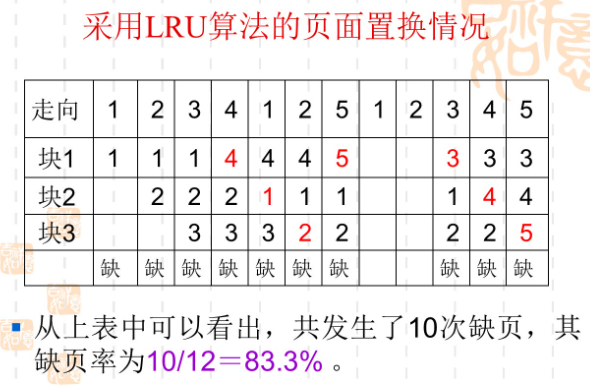 采用LRU算法的页面置换情况
走向 1 2 3 4 1 2 5 1 2 3 4 5
块1 1 1 1 4 4 4 5 3 3 3
块2 2 2 2 1 1 1 1 4 4
块3 3 3 3 2 2 2 2 5
缺 缺 缺 缺 缺 缺 缺 缺 缺 缺
从上表中可以看出，共发生了10次缺页，其
缺页率为10/12＝83.3% 。